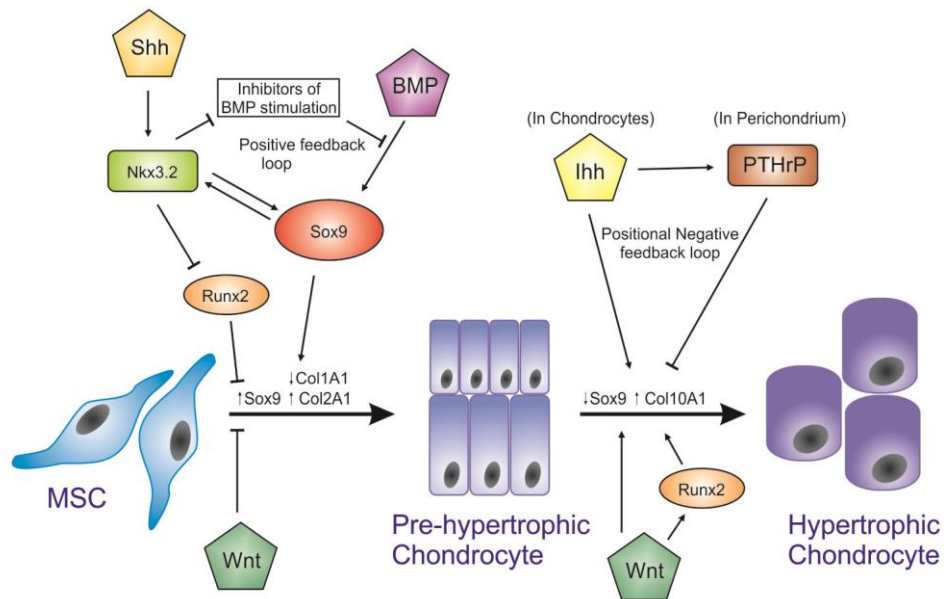 Shh
Inhibitors of
BMP stimulation
BMP
Positive feedback
loop
Nkx3.2
Sox9
Runx2
↓Col1A1
↑Sox9 ↑Col2A1
MSC
Wnt
Pre-hypertrophic
Chondrocyte
(In Chondrocytes)
(In Perichondrium)
Ihh
PTHrP
Positional Negative
feedback loop
↓Sox9 ↑ Col10A1
Runx2
Wnt
Hypertrophic
Chondrocyte